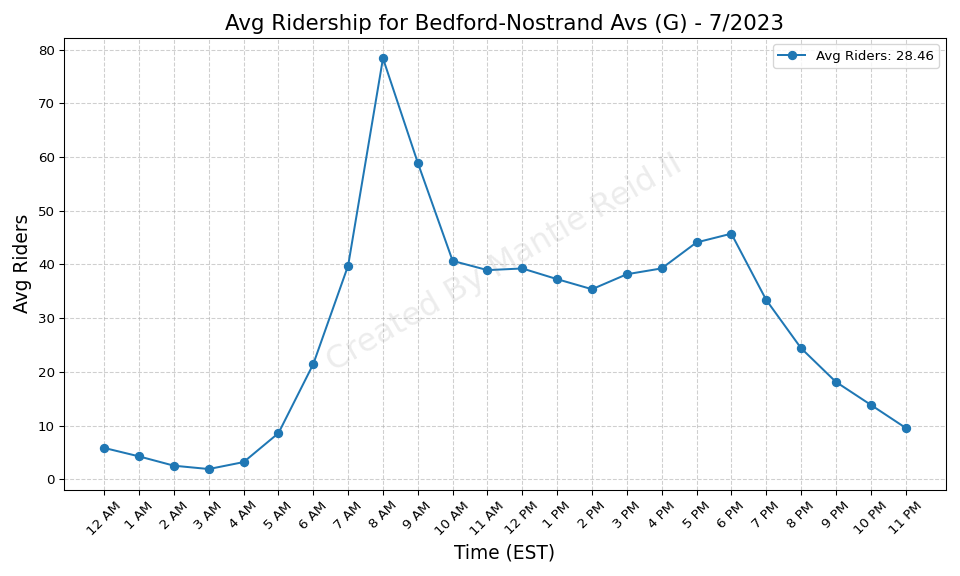 Avg Ridership for Bedford-Nostrand Avs (G) - 7/2023
Avg Riders: 28.46
80
70
60
50
40
30
20
10
0
Avg Riders
Created By Mantie Reid II
12 AM
1 AM
2 AM
3 AM
4 AM
5 AM
6 AM
7 AM
8 AM
9 AM
10 AM
11 AM
12 PM
1 PM
2 PM
3 PM
4 PM
5 PM
6 PM
7 PM
8 PM
9 PM
10 PM
11 PM
Time (EST)